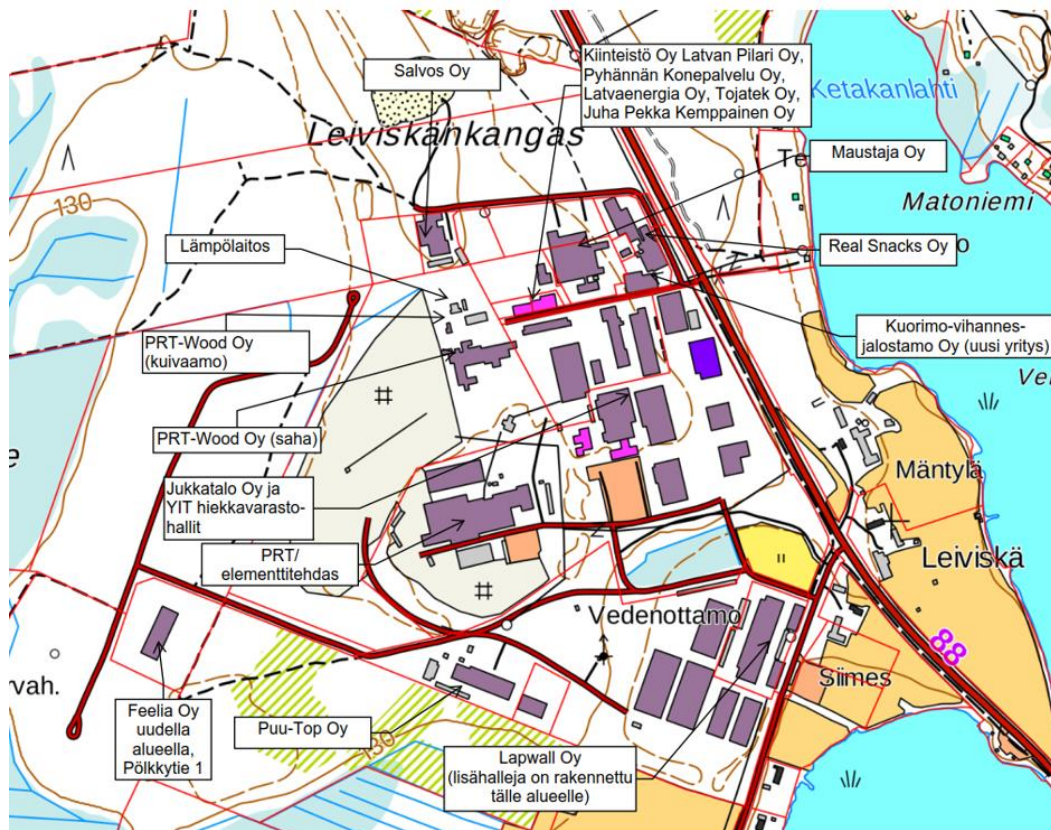 Kiinteistö Oy Latvan Pilari Oy,
Pyhännän Konepalvelu Oy,
Latvaenergia Oy, Tojatek Oy,
Juha Pekka Kemppainen Oy
Salvos Oy
Ketakanlahti
Leiviskänkangas
Maustaja Oy
Te
Matoniemi
130
Lämpölaitos
Real Snacks Oy
o
PRT-Wood Oy
(kuivaamo)
Kuorimo-vihannes-
jalostamo Oy (uusi yritys)
Ve
PRT-Wood Oy (saha)
e
Mäntylä
Jukkatalo Oy ja
YIT hiekkavarasto-
hallit
PRT/
elementtitehdas
Leiviskä
Vedenottamo
88
Siimes
rvah.
Feelia Oy
uudella
alueella,
Pölkkytie 1
Puu-Top Oy
130
Lapwall Oy
(lisähalleja on rakennettu
tälle alueelle)